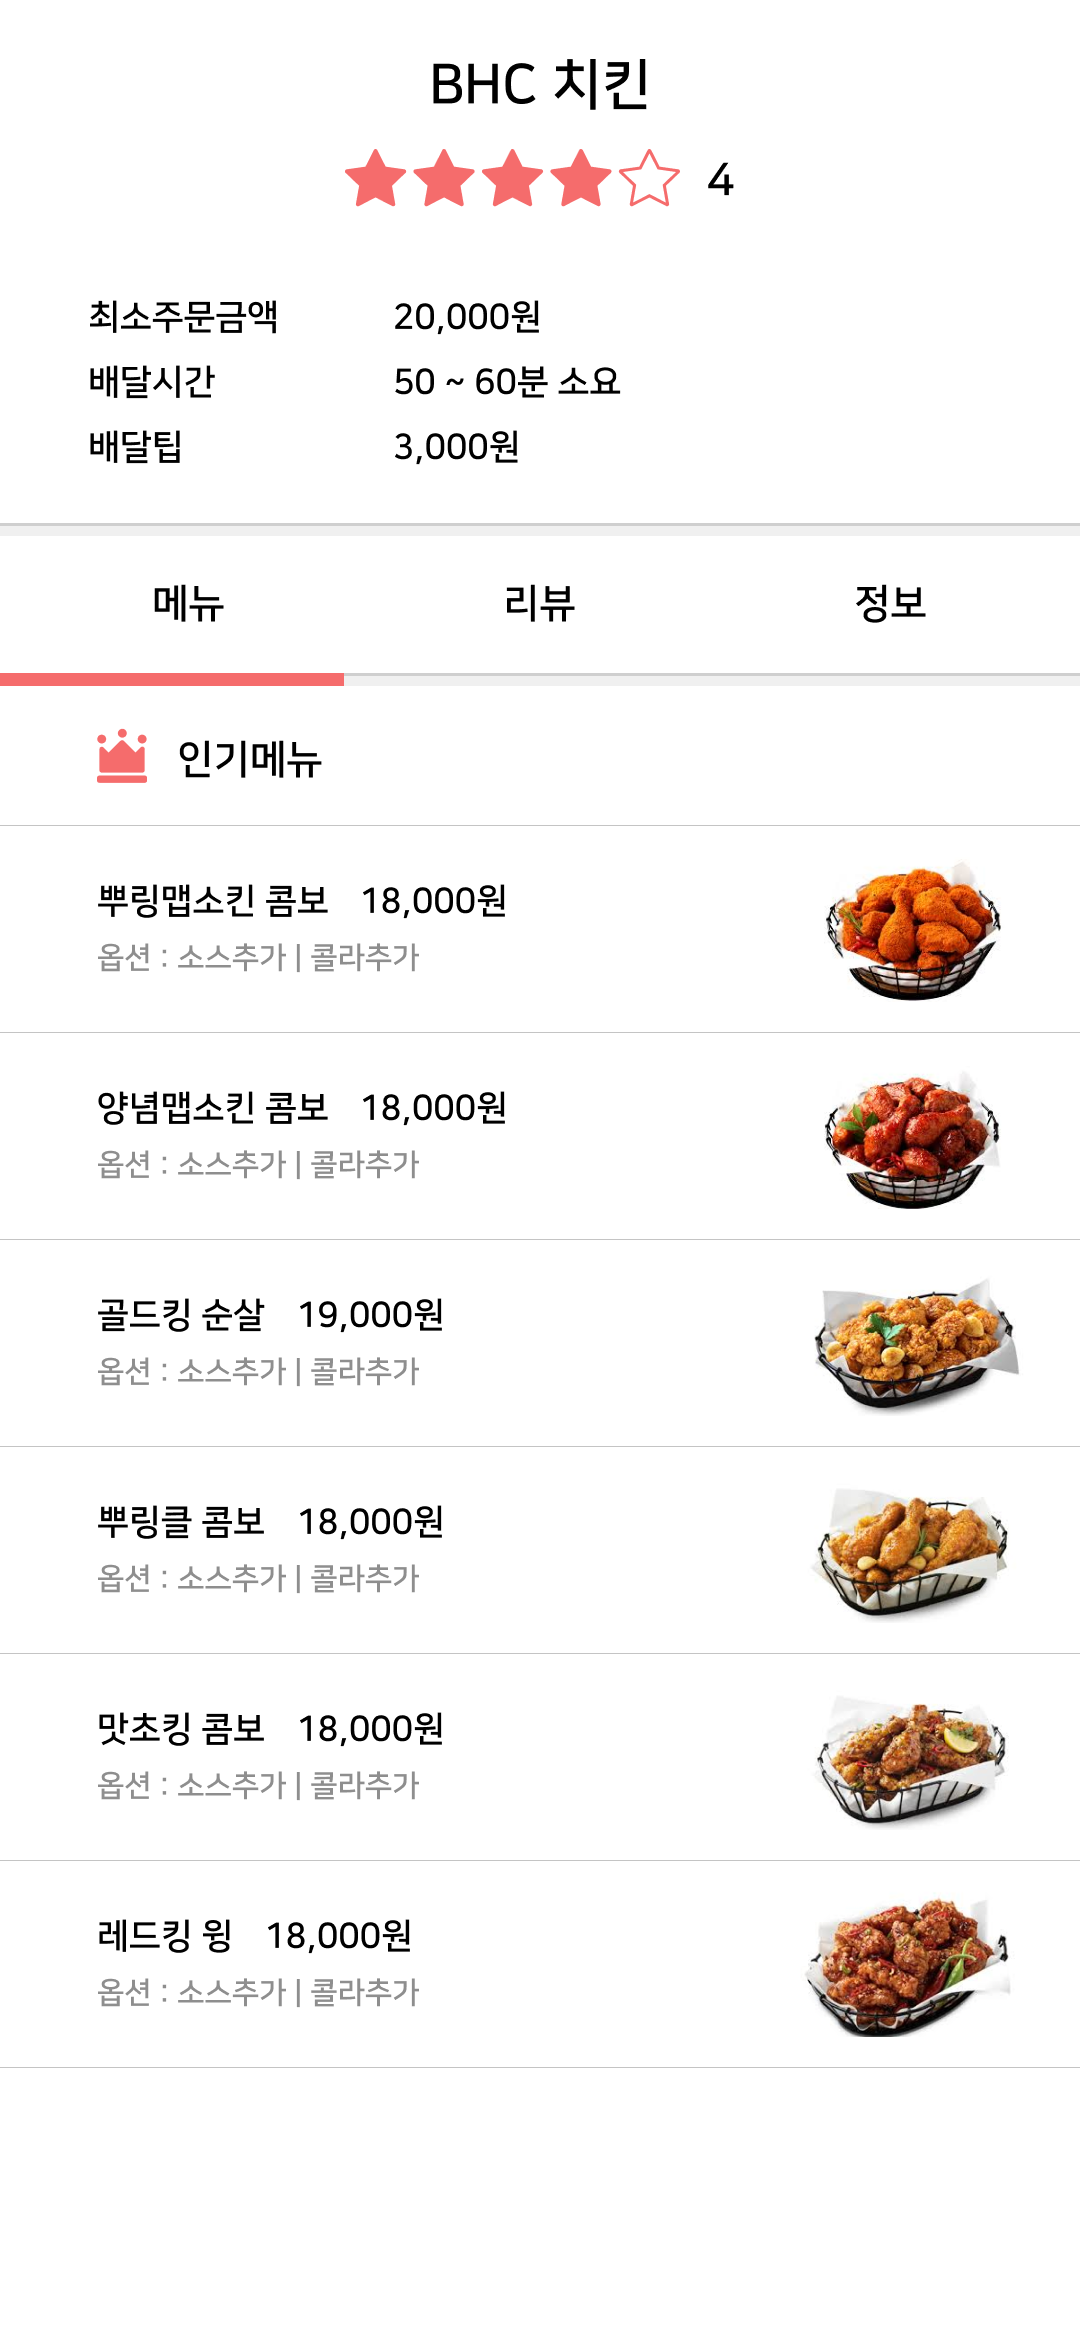 BHC 치킨
4
최소주문금액 20,000원
배달시간 50 ~ 60분 소요
배달팁 3,000원
메뉴 리뷰 정보
인기메뉴
뿌링맵소킨 콤보 18,000원
옵션 : 소스추가 | 콜라추가
양념맵소킨 콤보 18,000원
옵션 : 소스추가 | 콜라추가
골드킹 순살 19,000원
옵션 : 소스추가 | 콜라추가
뿌링클 콤보 18,000원
옵션 : 소스추가 | 콜라추가
맛초킹 콤보 18,000원
옵션 : 소스추가 | 콜라추가
레드킹 윙 18,000원
옵션 : 소스추가 | 콜라추가